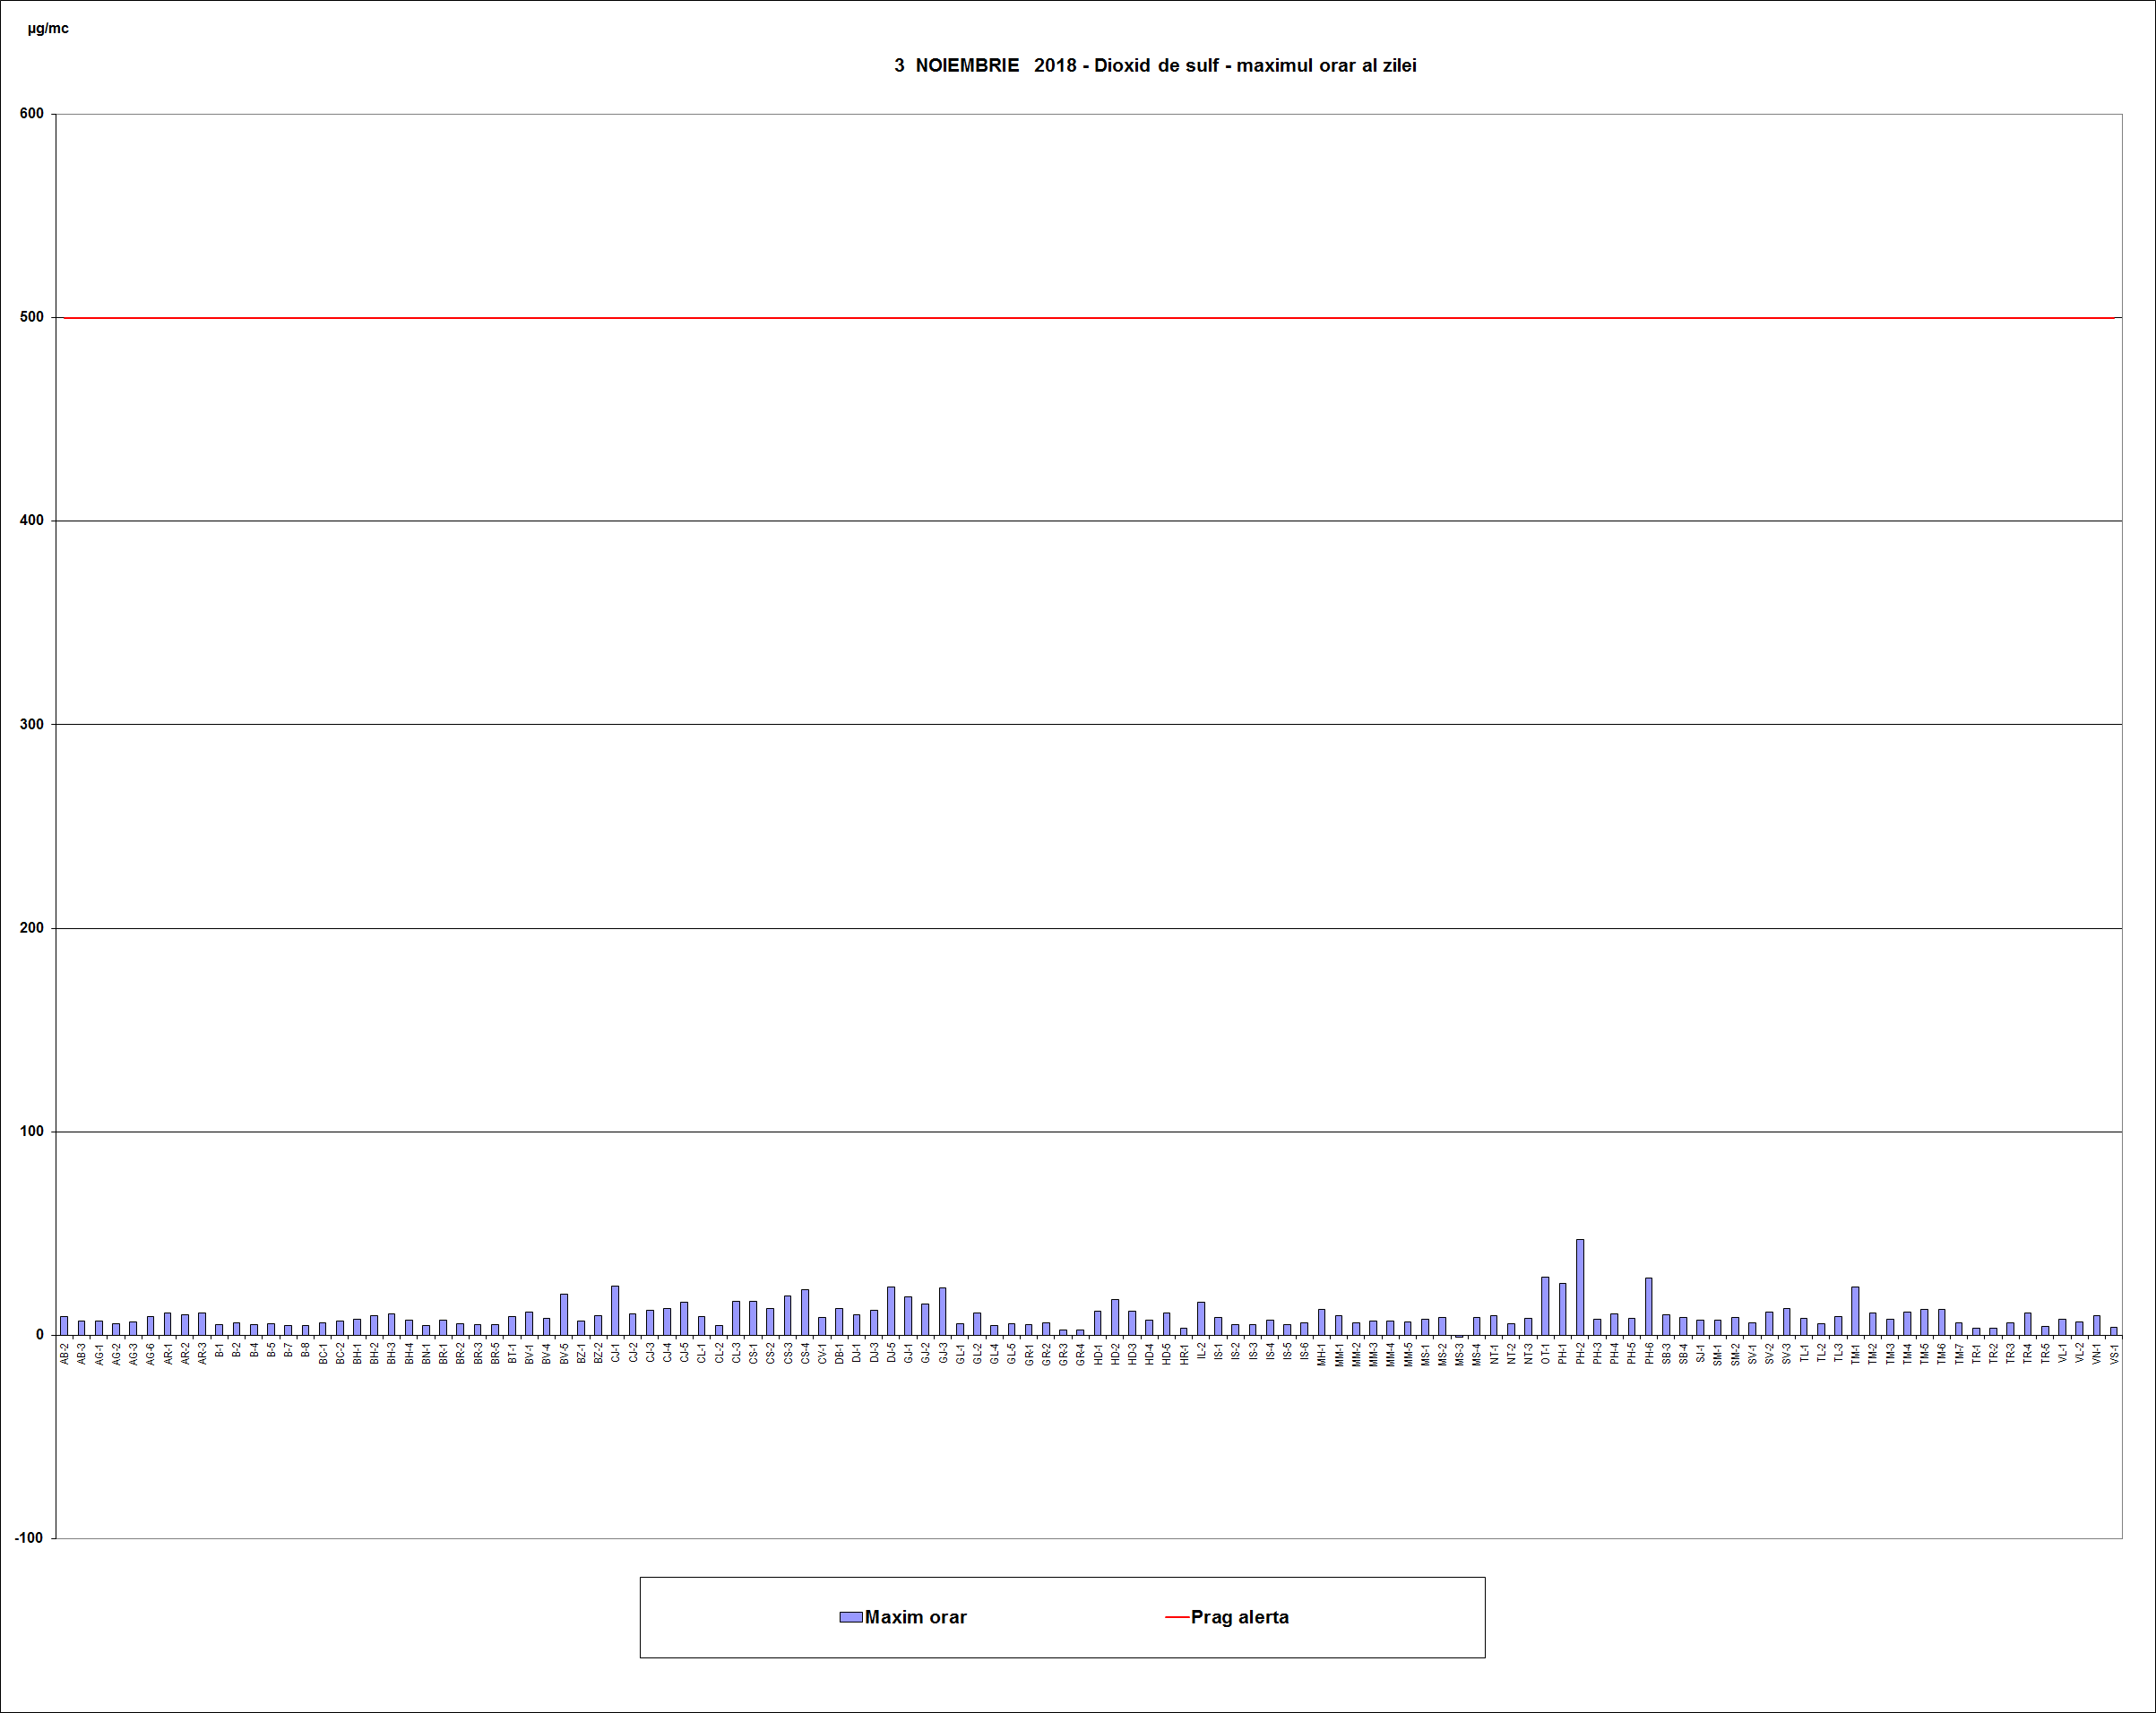 µg/mc
3 NOIEMBRIE 2018 - Dioxid de sulf - maximul orar al zilei
600
500
400
300
200
100
0
-100
AB-2 AB-3 AG-1 AG-2 AG-3 AG-6 AR-1 AR-2 AR-3 B-1 B-2 B-4 B-5 B-7 B-8 BC-1 BC-2 BH-1 BH-2 BH-3 BH-4 BN-1 BR-1 BR-2 BR-3 BR-5 BT-1 BV-1 BV-4 BV-5 BZ-1 BZ-2 CJ-1 CJ-2 CJ-3 CJ-4 CJ-5 CL-1 CL-2 CL-3 CS-1 CS-2 CS-3 CS-4 CV-1 DB-1 DJ-1 DJ-3 DJ-5 GJ-1 GJ-2 GJ-3 GL-1 GL-2 GL-4 GL-5 GR-1 GR-2 GR-3 GR-4 HD-1 HD-2 HD-3 HD-4 HD-5 HR-1 IL-2 IS-1 IS-2 IS-3 IS-4 IS-5 IS-6 MH-1 MM-1 MM-2 MM-3 MM-4 MM-5 MS-1 MS-2 MS-3 MS-4 NT-1 NT-2 NT-3 OT-1 PH-1 PH-2 PH-3 PH-4 PH-5 PH-6 SB-3 SB-4 SJ-1 SM-1 SM-2 SV-1 SV-2 SV-3 TL-1 TL-2 TL-3 TM-1 TM-2 TM-3 TM-4 TM-5 TM-6 TM-7 TR-1 TR-2 TR-3 TR-4 TR-5 VL-1 VL-2 VN-1 VS-1
Maxim orar Prag alerta